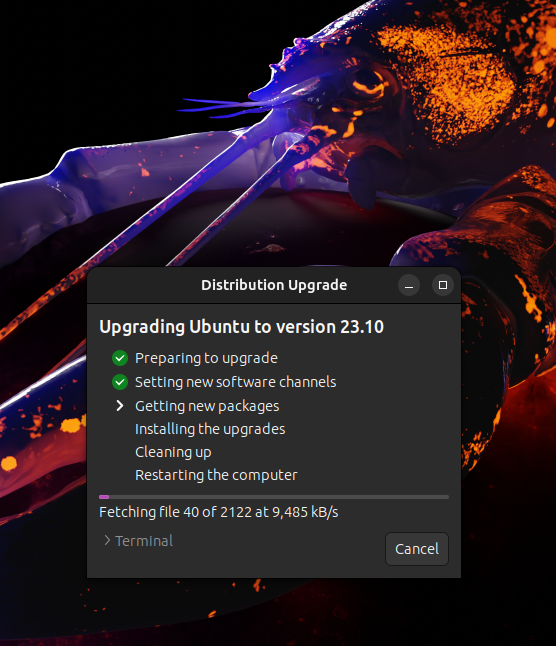 Distribution Upgrade
Upgrading Ubuntu to version 23.10
Preparing to upgrade
Setting new software channels
Getting new packages
Installing the upgrades
Cleaning up
Restarting the computer
Fetching file 40 of 2122 at 9,485 kB/s
Terminal
Cancel